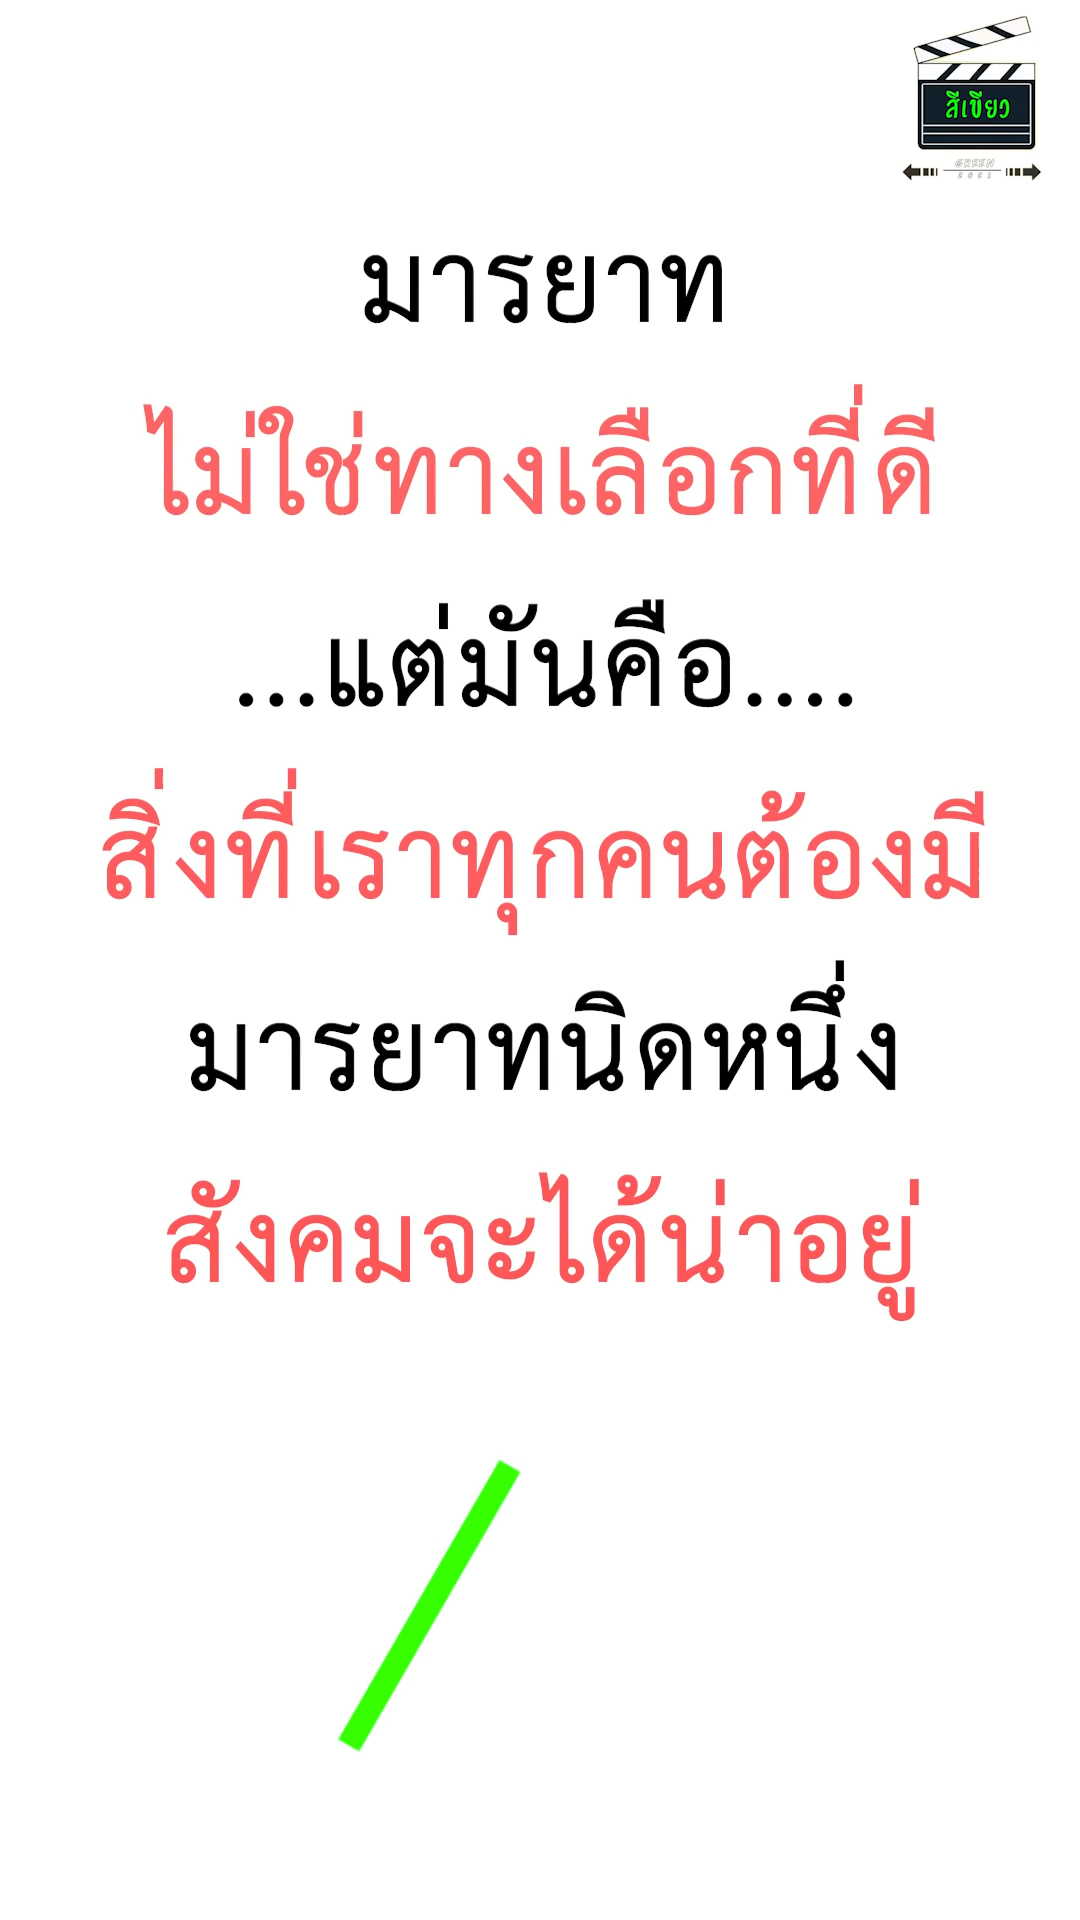 สีเขียว
GREEN
2021
มารยาท
ไม่ใช่ทางเลือกที่ดี
...แต่มันคือ....
สิ่งที่เราทุกคนต้องมี
มารยาทนิดหนึ่ง
สังคมจะได้น่าอยู่